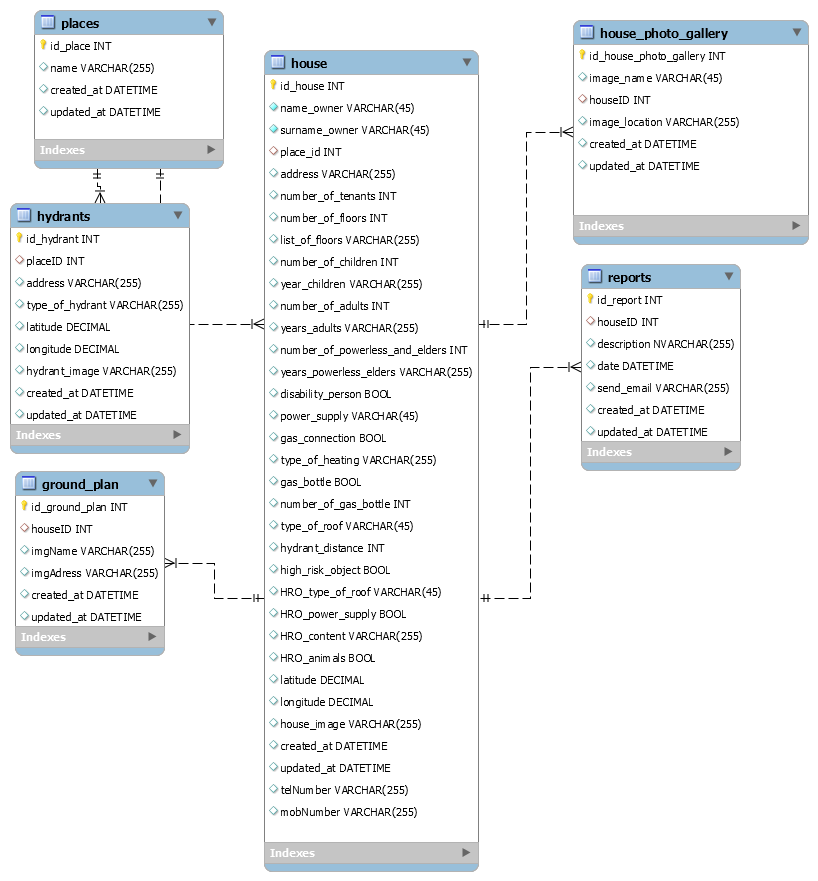 places
id_place INT
name VARCHAR(255)
created_at DATETIME
updated_at DATETIME
Indexes
hydrants
id_hydrant INT
placeID INT
address VARCHAR(255)
type_of_hydrant VARCHAR(255)
latitude DECIMAL
longitude DECIMAL
hydrant_image VARCHAR(255)
created_at DATETIME
updated_at DATETIME
Indexes
ground_plan
id_ground_plan INT
houseID INT
imgName VARCHAR(255)
imgAdress VARCHAR(255)
created_at DATETIME
updated_at DATETIME
Indexes
house
id_house INT
name_owner VARCHAR(45)
surname_owner VARCHAR(45)
place_id INT
address VARCHAR(255)
number_of_tenants INT
number_of_floors INT
list_of_floors VARCHAR(255)
number_of_children INT
year_children VARCHAR(255)
number_of_adults INT
years_adults VARCHAR(255)
number_of_powerless_and_elders INT
years_powerless_elders VARCHAR(255)
disability_person BOOL
power_supply VARCHAR(45)
gas_connection BOOL
type_of_heating VARCHAR(255)
gas_bottle BOOL
number_of_gas_bottle INT
type_of_roof VARCHAR(45)
hydrant_distance INT
high_risk_object BOOL
HRO_type_of_roof VARCHAR(45)
HRO_power_supply BOOL
HRO_content VARCHAR(255)
HRO_animals BOOL
latitude DECIMAL
longitude DECIMAL
house_image VARCHAR(255)
created_at DATETIME
updated_at DATETIME
telNumber VARCHAR(255)
mobNumber VARCHAR(255)
Indexes
house_photo_gallery
id_house_photo_gallery INT
image_name VARCHAR(45)
houseID INT
image_location VARCHAR(255)
created_at DATETIME
updated_at DATETIME
Indexes
reports
id_report INT
houseID INT
description NVARCHAR(255)
date DATETIME
send_email VARCHAR(255)
created_at DATETIME
updated_at DATETIME
Indexes